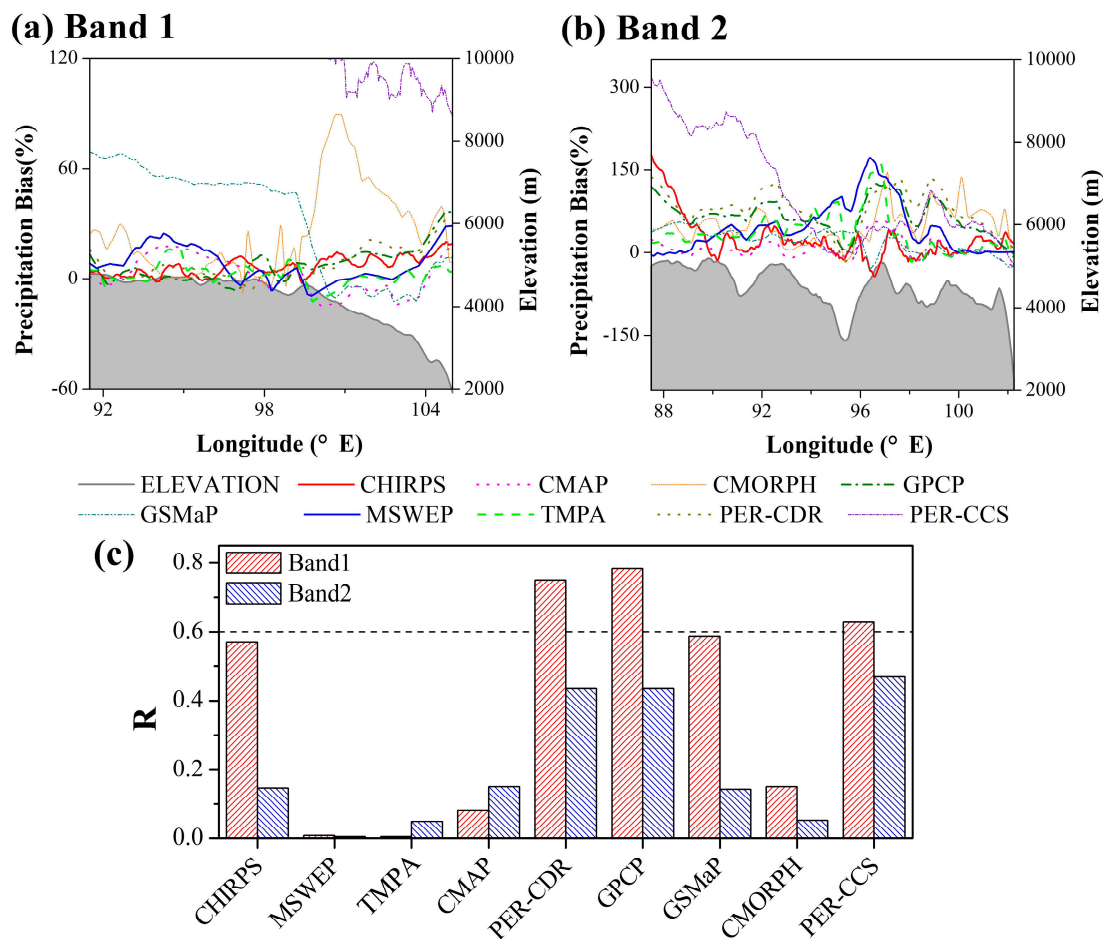 (a) Band 1
120
60
0
-60
Precipitation Bias(%)
10000
8000
6000
4000
2000
Elevation (m)
92
98
104
Longitude (° E)
(b) Band 2
300
150
0
-150
Precipitation Bias(%)
10000
8000
6000
4000
2000
Elevation (m)
88
92
96
100
Longitude (° E)
ELEVATION CHIRPS CMAP CMORPH GPCP
GSMaP MSWEP TMPA PER-CDR PER-CCS
(c)
Band1
Band2
0.8
0.6
0.4
0.2
0.0
R
CHIRPS
MSWEP
TMPA
CMAP
PER-CDR
GPCP
GSMaP
CMORPH
PER-CCS